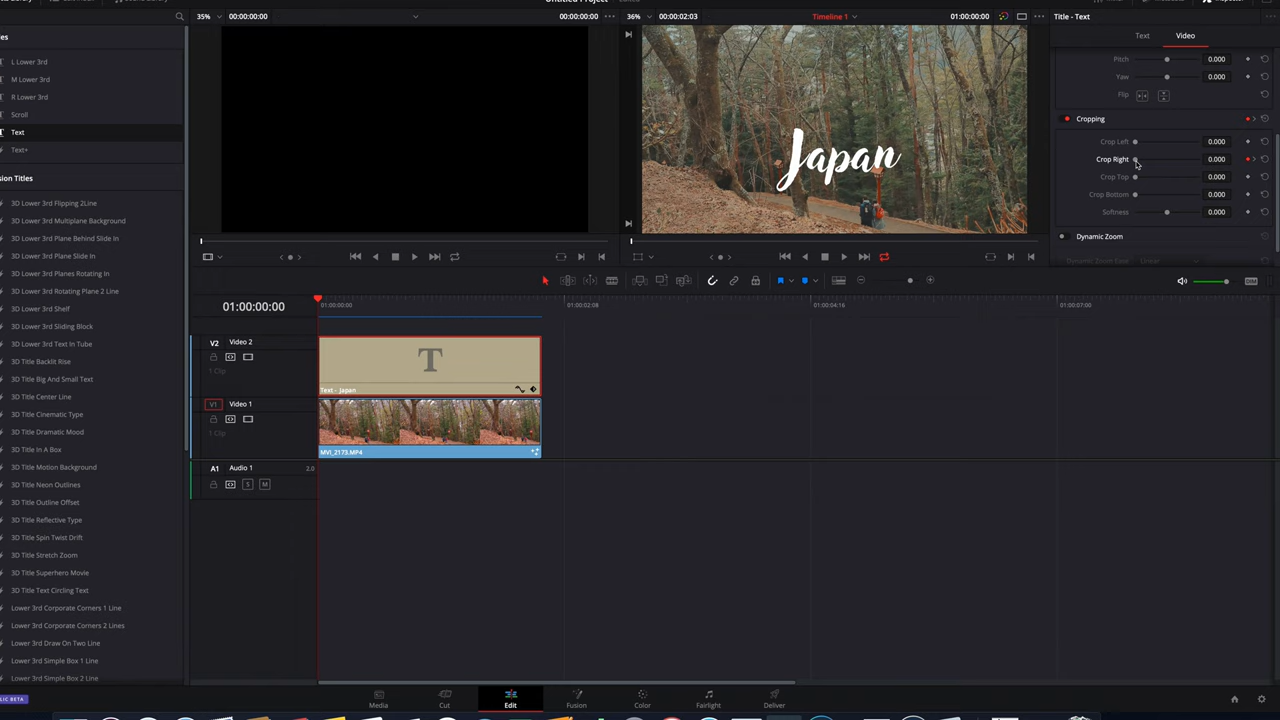 Untitled Project
35%
00:00:00:00
00:00:00:00
36%
00:00:02:03
Timeline 1
01:00:00:00
Title - Text
L Lower 3rd
M Lower 3rd
R Lower 3rd
Scroll
Text
Text+
3D Lower 3rd Flipping 2Line
3D Lower 3rd Multiplane Background
3D Lower 3rd Plane Behind Slide In
3D Lower 3rd Plane Slide In
3D Lower 3rd Planes Rotating In
3D Lower 3rd Rotating Plane 2 Line
3D Lower 3rd Shelf
3D Lower 3rd Sliding Block
3D Lower 3rd Text In Tube
3D Title Backlit Rise
3D Title Big And Small Text
3D Title Center Line
3D Title Cinematic Type
3D Title Dramatic Mood
3D Title In A Box
3D Title Motion Background
3D Title Neon Outlines
3D Title Outline Offset
3D Title Reflective Type
3D Title Spin Twist Drift
3D Title Stretch Zoom
3D Title Superhero Movie
3D Title Text Circling Text
Lower 3rd Corporate Corners 1 Line
Lower 3rd Corporate Corners 2 Lines
Lower 3rd Draw On Two Line
Lower 3rd Simple Box 1 Line
Lower 3rd Simple Box 2 Line
Japan
Text
Video
Pitch
0.000
Yaw
0.000
Flip
Cropping
Crop Left
0.000
Crop Right
0.000
Crop Top
0.000
Crop Bottom
0.000
Softness
0.000
Dynamic Zoom
Dynamic Zoom Ease
Linear
DIM
01:00:00:00
01:00:00:00
01:00:02:08
01:00:04:16
01:00:07:00
V2
Video 2
1 Clip
T
Text - Japan
V1
Video 1
1 Clip
MVI_2173.MP4
A1
Audio 1
2.0
S
M
Media
Cut
Edit
Fusion
Color
Fairlight
Deliver